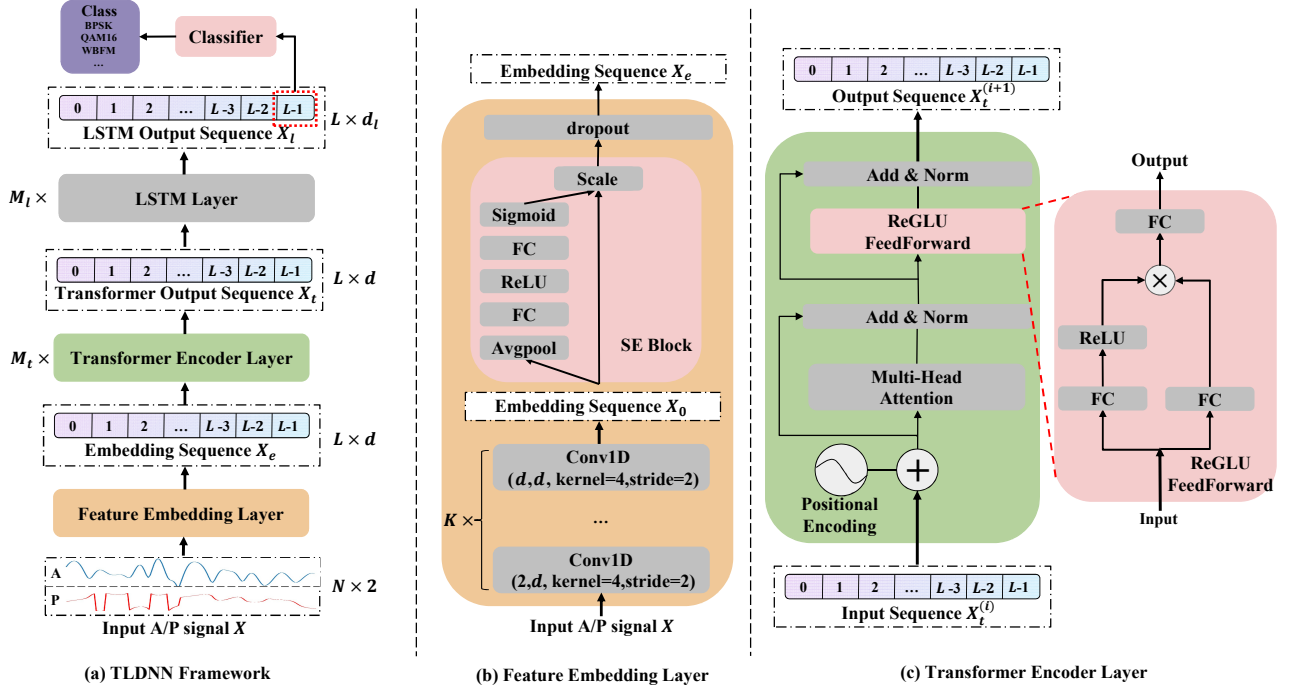 Class
BPSK
QAM16
WBFM
...
Classifier
0 1 2 ... L-3 L-2 L-1
LSTM Output Sequence X_l
L × d_l
M_l ×
LSTM Layer
0 1 2 ... L-3 L-2 L-1
Transformer Output Sequence X_t
L × d
M_t ×
Transformer Encoder Layer
0 1 2 ... L-3 L-2 L-1
Embedding Sequence X_e
L × d
Feature Embedding Layer
A
P
N × 2
Input A/P signal X
(a) TLDNN Framework
Embedding Sequence X_e
dropout
Scale
Sigmoid
FC
ReLU
FC
Avgpool
SE Block
Embedding Sequence X_0
Conv1D
(d,d, kernel=4,stride=2)
K ×
...
Conv1D
(2,d, kernel=4,stride=2)
Input A/P signal X
(b) Feature Embedding Layer
0 1 2 ... L-3 L-2 L-1
Output Sequence X_t^(i+1)
Add & Norm
ReGLU
FeedForward
Add & Norm
Multi-Head
Attention
+
Positional
Encoding
0 1 2 ... L-3 L-2 L-1
Input Sequence X_t^(i)
Output
FC
×
ReLU
FC
FC
ReGLU
FeedForward
Input
(c) Transformer Encoder Layer